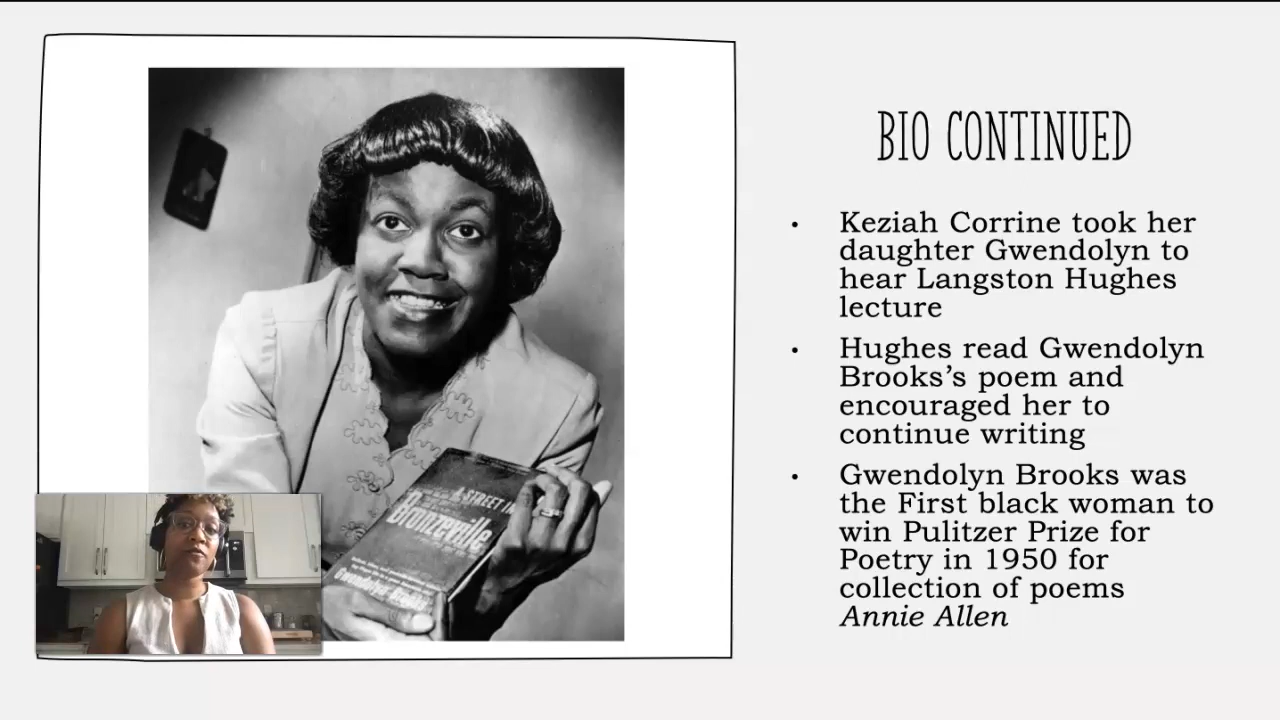 BIO CONTINUED
• Keziah Corrine took her
daughter Gwendolyn to
hear Langston Hughes
lecture
• Hughes read Gwendolyn
Brooks’s poem and
encouraged her to
continue writing
• Gwendolyn Brooks was
the First black woman to
win Pulitzer Prize for
Poetry in 1950 for
collection of poems
Annie Allen
A STREET IN
Bronzeville
Gwendolyn Brooks